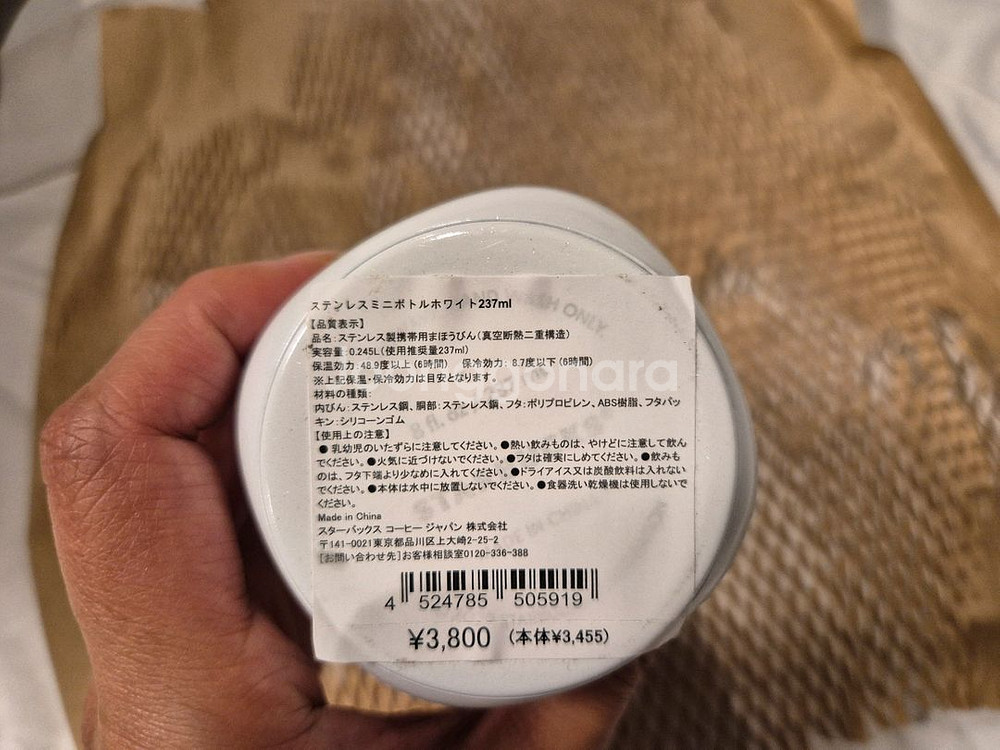 ステンレスミニボトルホワイト237ml
【品質表示】
品名:ステンレス製携帯用まほうびん(真空断熱二重構造)
実容量:0.245L(使用推奨量237ml)
保温効力:48.9度以上(6時間) 保冷効力:8.7度以下(6時間)
※上記保温・保冷効力は目安となります。
材料の種類:
内びん:ステンレス鋼、胴部:ステンレス鋼、フタ:ポリプロピレン、ABS樹脂、フタパッ
キン:シリコーンゴム
【使用上の注意】
●乳幼児のいたずらに注意してください。●熱い飲みものは、やけどに注意して飲ん
でください。●火気に近づけないでください。●フタは確実にしめてください。●飲みも
のは、フタ下端より少なめに入れてください。●ドライアイス又は炭酸飲料は入れない
でください。●本体は水中に放置しないでください。●食器洗い乾燥機は使用しないで
ください。
Made in China
スターバックス コーヒー ジャパン 株式会社
〒141-0021東京都品川区上大崎2-25-2
[お問い合わせ先]お客様相談室0120-336-388
4 524785 505919
¥3,800 (本体¥3,455)